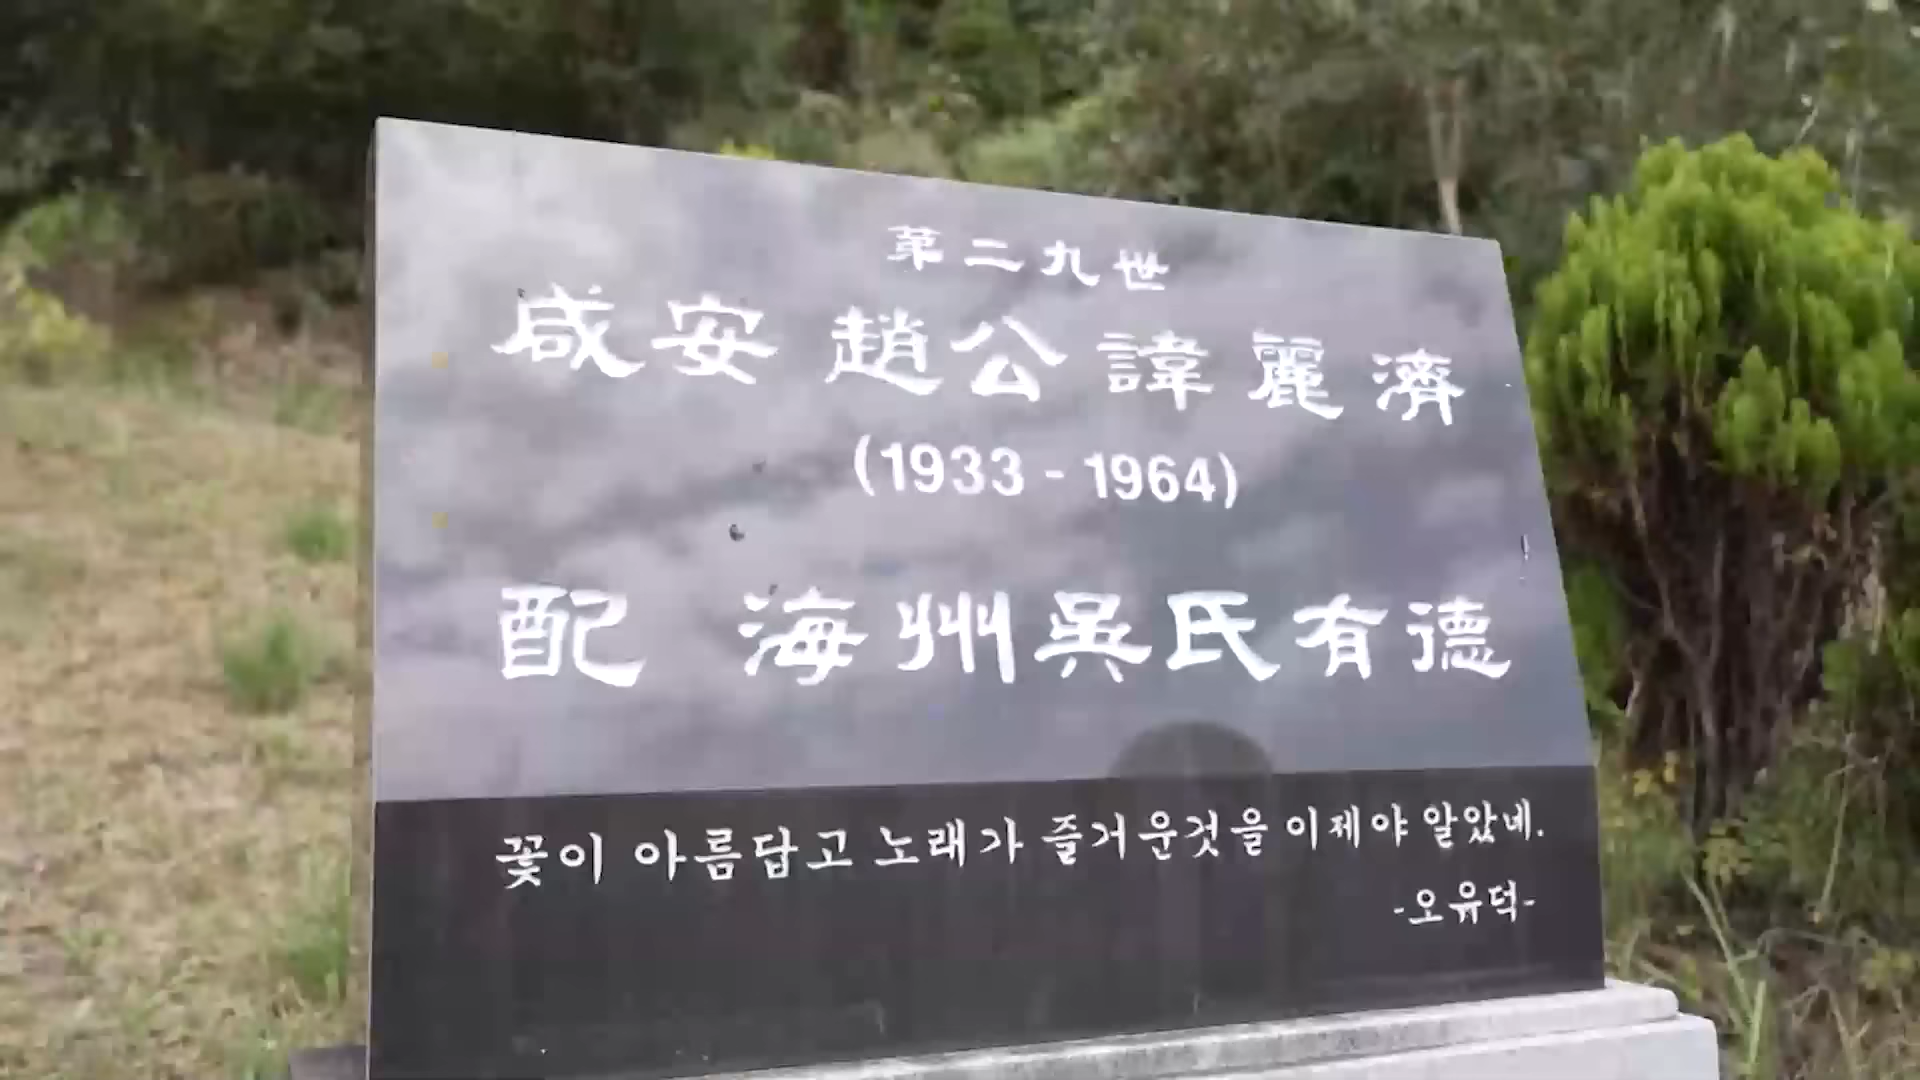 第二九世
咸安趙公諱麗濟
(1933 - 1964)
配 海州吳氏有德
꽃이 아름답고 노래가 즐거운것을 이제야 알았네.
-오유덕-